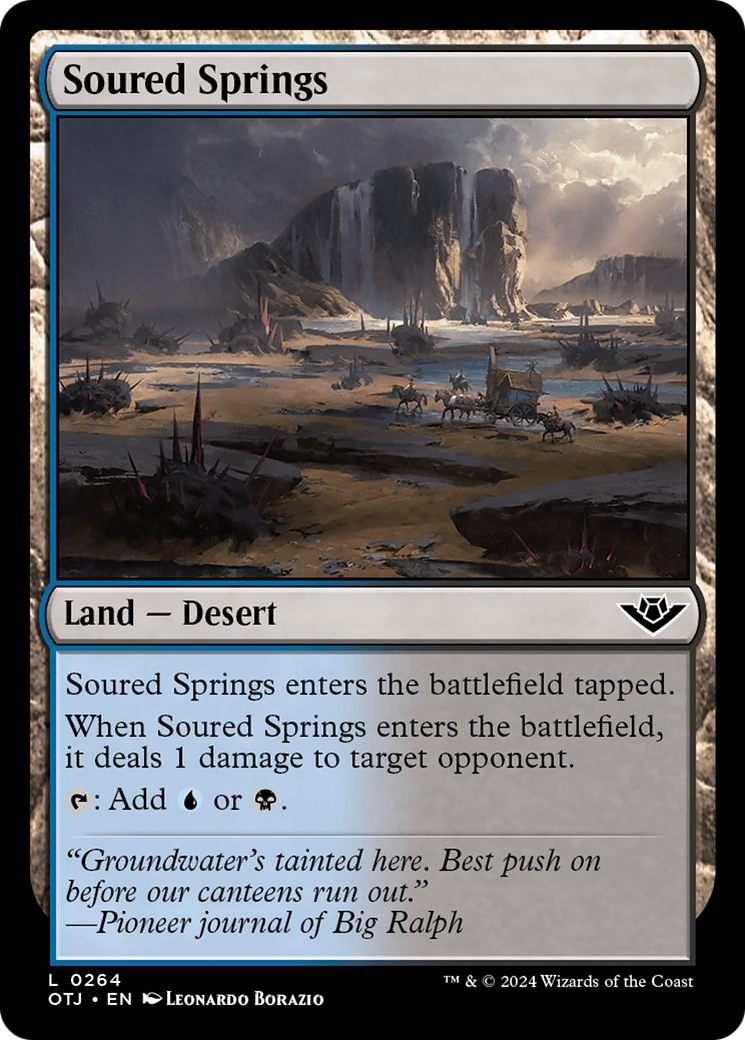 Soured Springs
Land — Desert
Soured Springs enters the battlefield tapped.
When Soured Springs enters the battlefield,
it deals 1 damage to target opponent.
: Add or .
“Groundwater’s tainted here. Best push on
before our canteens run out.”
—Pioneer journal of Big Ralph
L 0264
OTJ • EN Leonardo Borazio
™ & © 2024 Wizards of the Coast